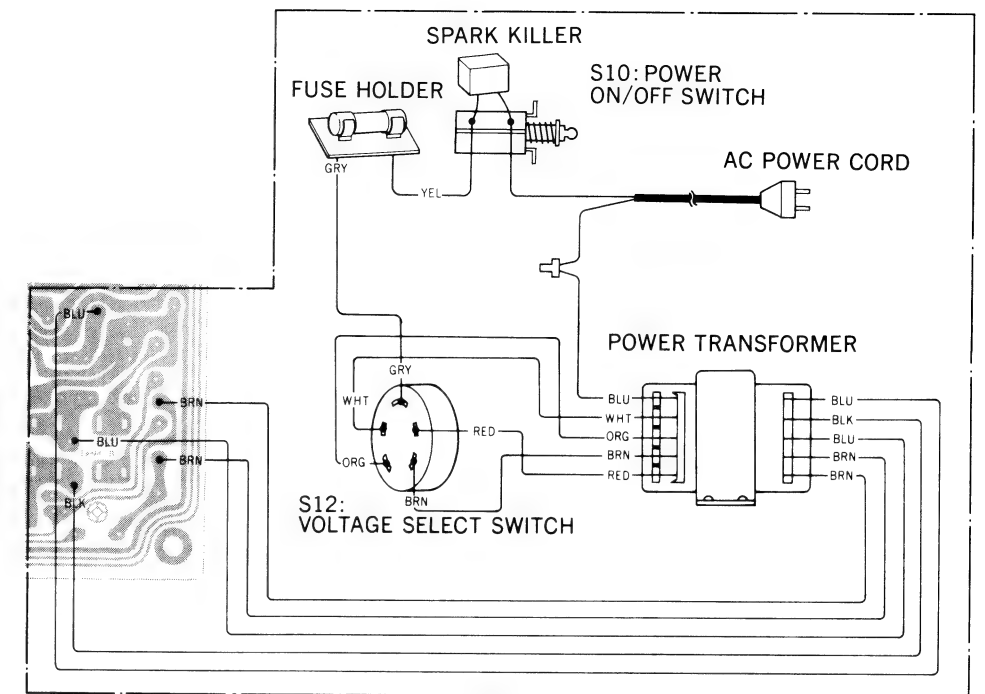 SPARK KILLER
S10: POWER
ON/OFF SWITCH
FUSE HOLDER
AC POWER CORD
GRY
YEL
BLU
POWER TRANSFORMER
GRY
BRN
WHT
BLU
BLU
WHT
BLK
RED
ORG
BLU
BLU
BRN
BRN
ORG
BRN
RED
BRN
BLK
BRN
S12:
VOLTAGE SELECT SWITCH